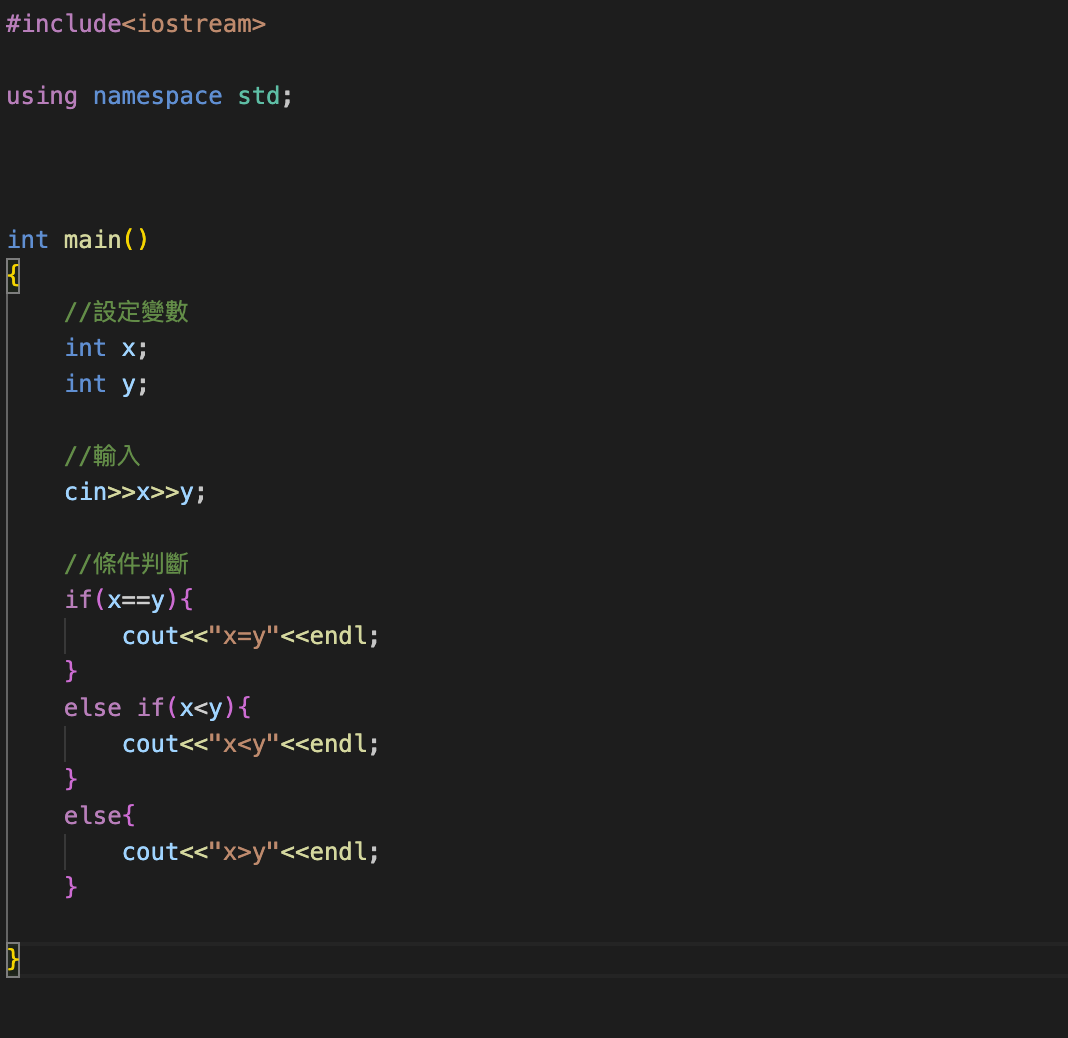 #include<iostream>
using namespace std;
int main()
{
    //設定變數
    int x;
    int y;
    //輸入
    cin>>x>>y;
    //條件判斷
    if(x==y){
        cout<<"x=y"<<endl;
    }
    else if(x<y){
        cout<<"x<y"<<endl;
    }
    else{
        cout<<"x>y"<<endl;
    }
}